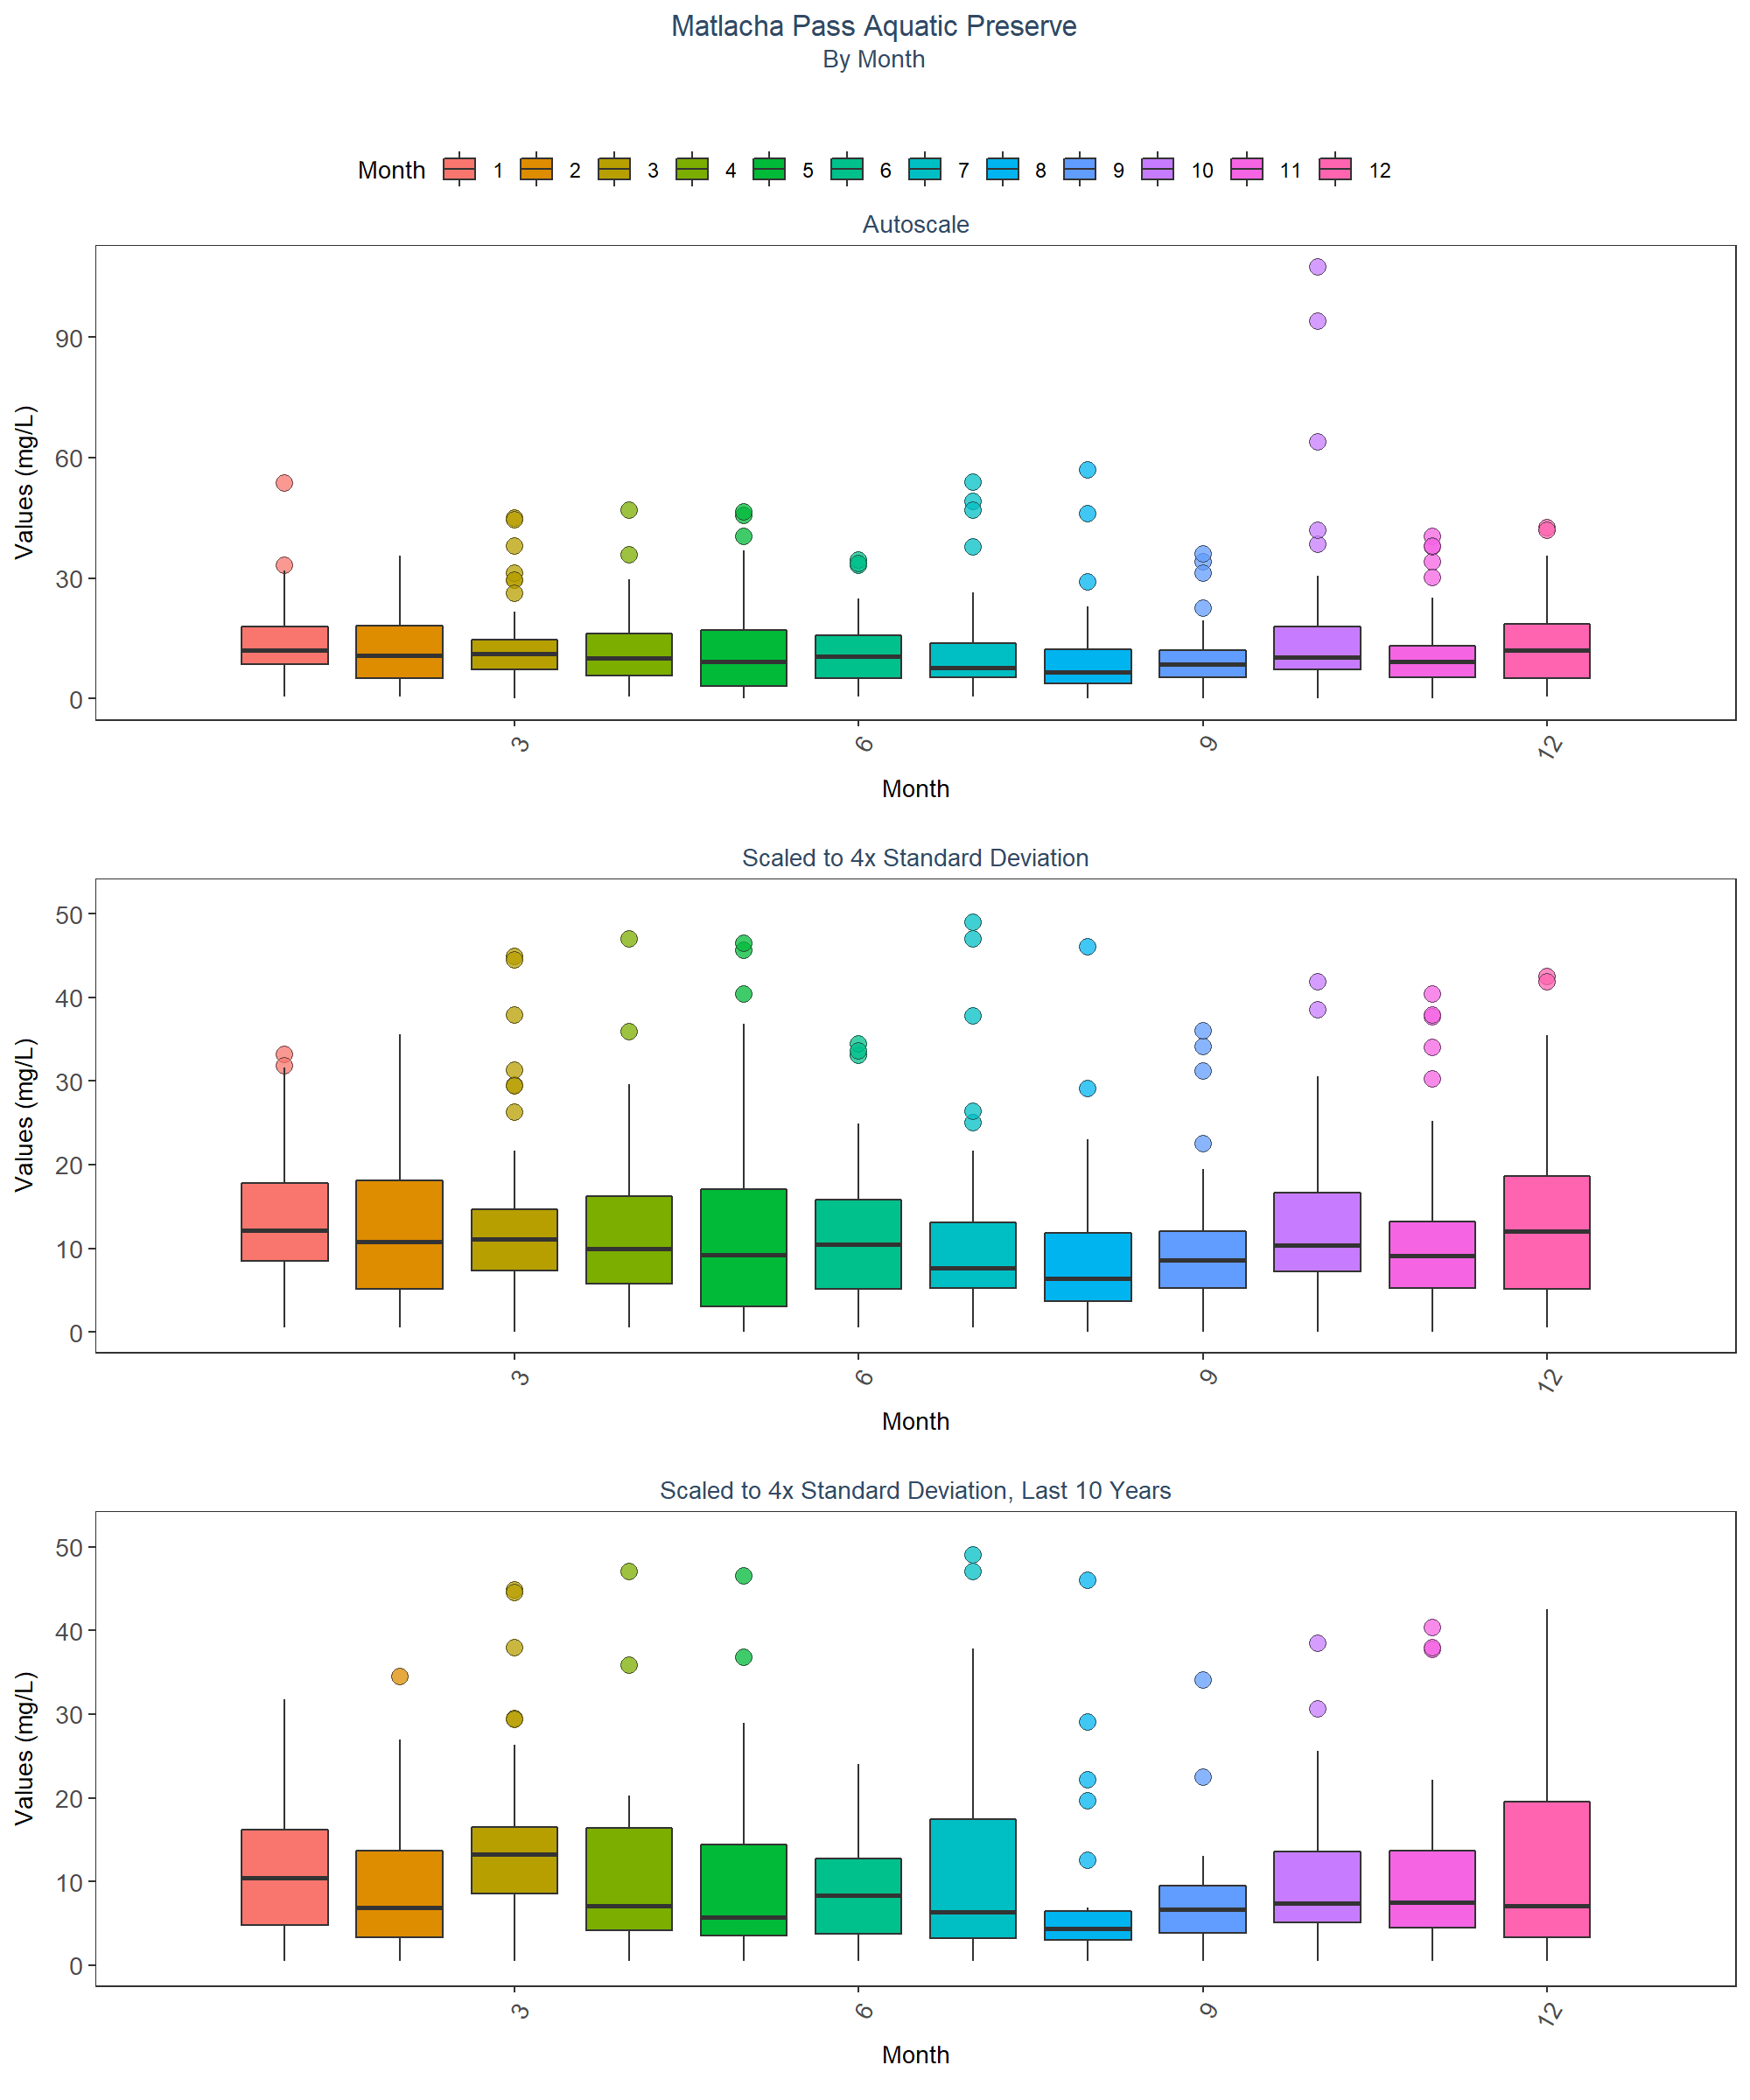 Matlacha Pass Aquatic Preserve
By Month
Month 1 2 3 4 5 6 7 8 9 10 11 12
Autoscale
Values (mg/L)
90
60
30
0
3 6 9 12
Month
Scaled to 4x Standard Deviation
Values (mg/L)
50
40
30
20
10
0
3 6 9 12
Month
Scaled to 4x Standard Deviation, Last 10 Years
Values (mg/L)
50
40
30
20
10
0
3 6 9 12
Month